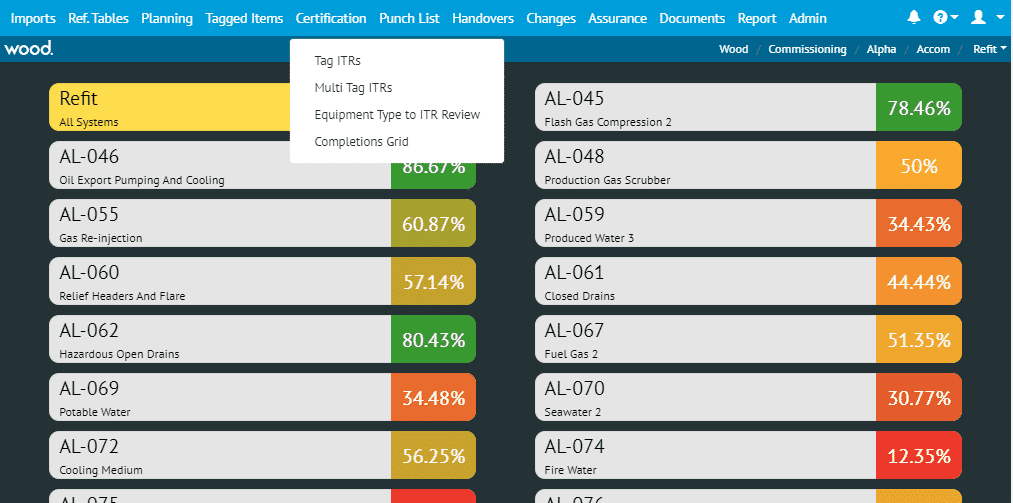 Imports Ref. Tables Planning Tagged Items Certification Punch List Handovers Changes Assurance Documents Report Admin
wood.
Wood / Commissioning / Alpha / Accom / Refit
Tag ITRs
Multi Tag ITRs
Equipment Type to ITR Review
Completions Grid
Refit
All Systems
AL-045
Flash Gas Compression 2
78.46%
AL-046
Oil Export Pumping And Cooling
86.67%
AL-048
Production Gas Scrubber
50%
AL-055
Gas Re-injection
60.87%
AL-059
Produced Water 3
34.43%
AL-060
Relief Headers And Flare
57.14%
AL-061
Closed Drains
44.44%
AL-062
Hazardous Open Drains
80.43%
AL-067
Fuel Gas 2
51.35%
AL-069
Potable Water
34.48%
AL-070
Seawater 2
30.77%
AL-072
Cooling Medium
56.25%
AL-074
Fire Water
12.35%
AL-075
AL-076